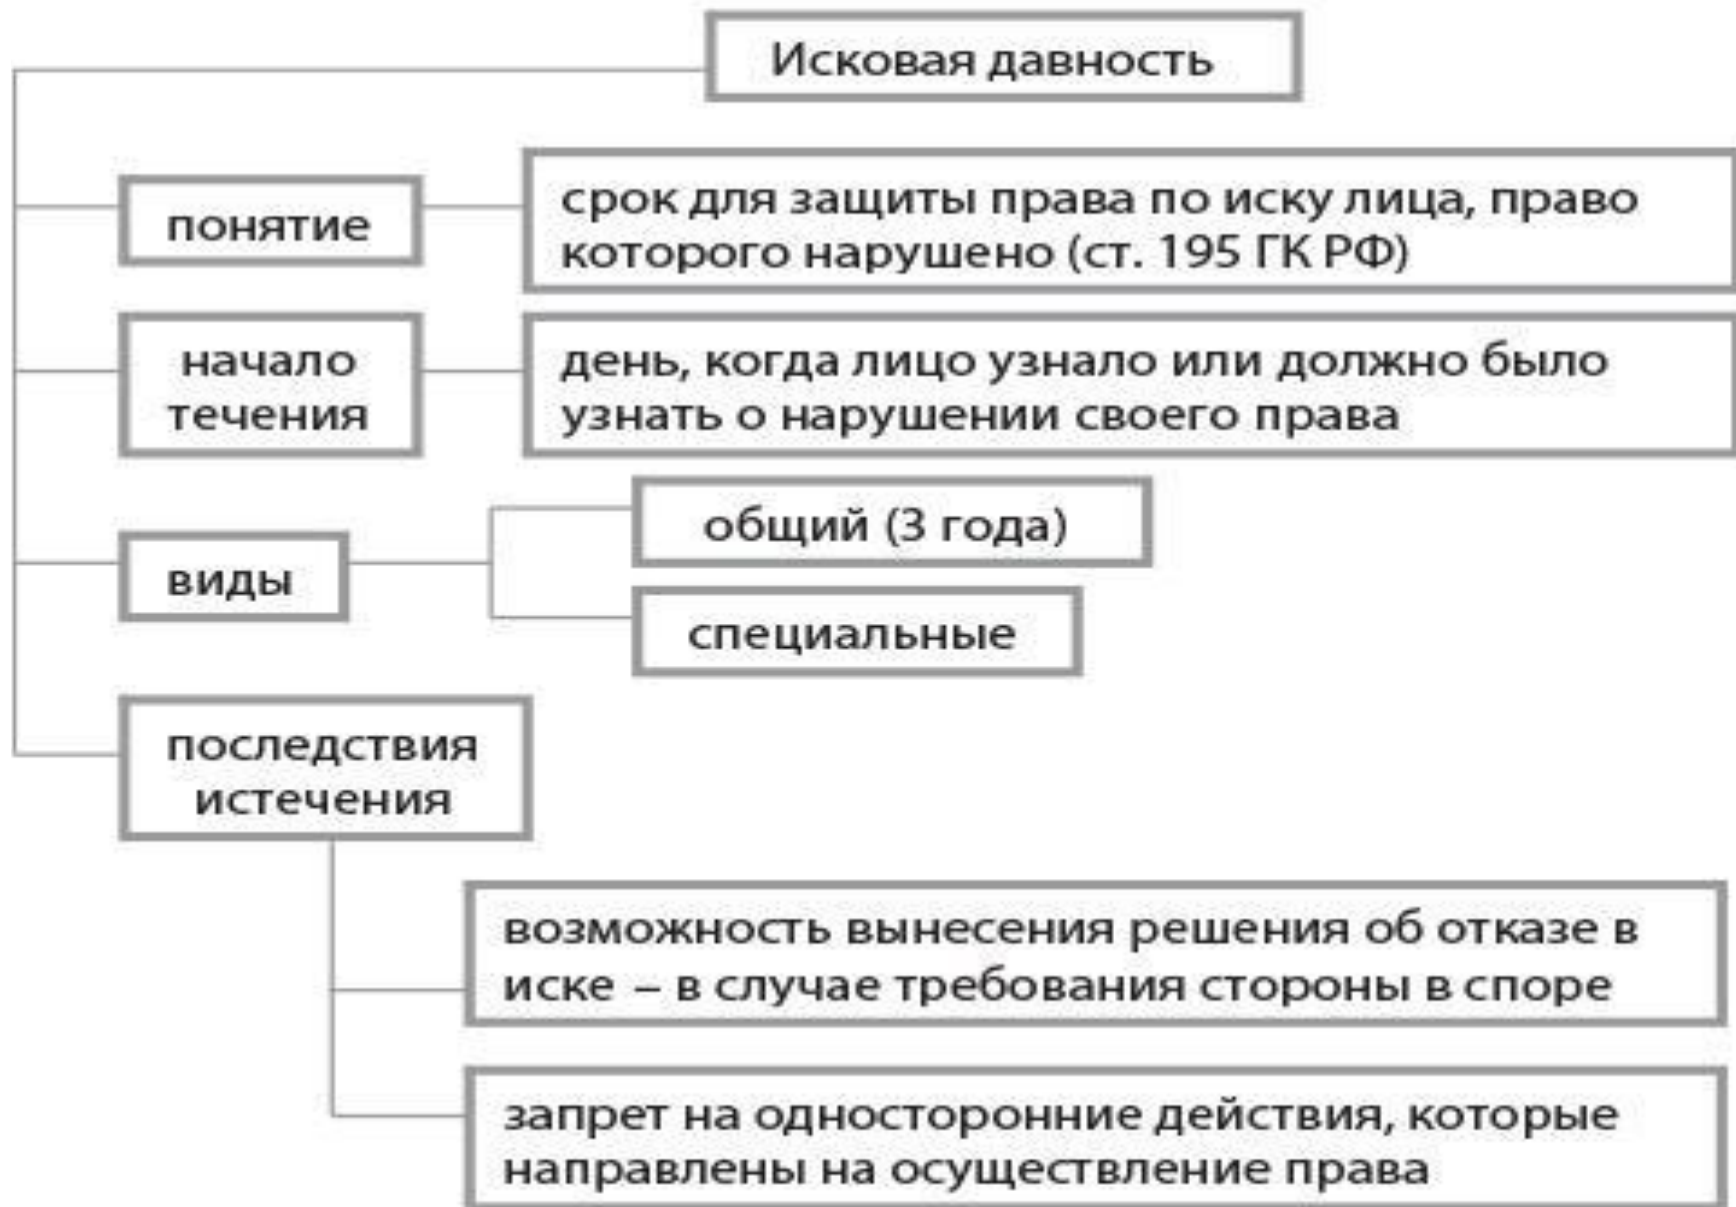 Исковая давность
понятие
срок для защиты права по иску лица, право
которого нарушено (ст. 195 ГК РФ)
начало
течения
день, когда лицо узнало или должно было
узнать о нарушении своего права
виды
общий (3 года)
специальные
последствия
истечения
возможность вынесения решения об отказе в
иске – в случае требования стороны в споре
запрет на односторонние действия, которые
направлены на осуществление права